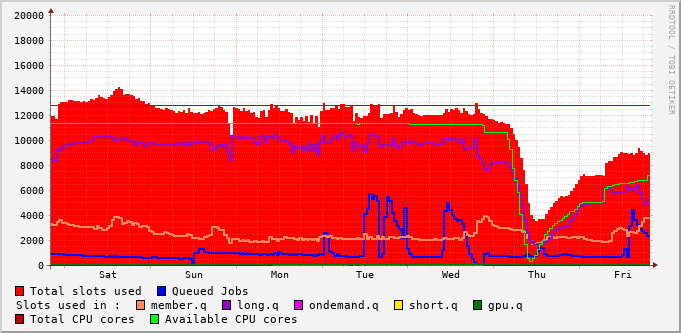 20000
18000
16000
14000
12000
10000
8000
6000
4000
2000
0
Sat Sun Mon Tue Wed Thu Fri
RRDTOOL / TOBI OETIKER
Total slots used Queued Jobs
Slots used in : member.q long.q ondemand.q short.q gpu.q
Total CPU cores Available CPU cores